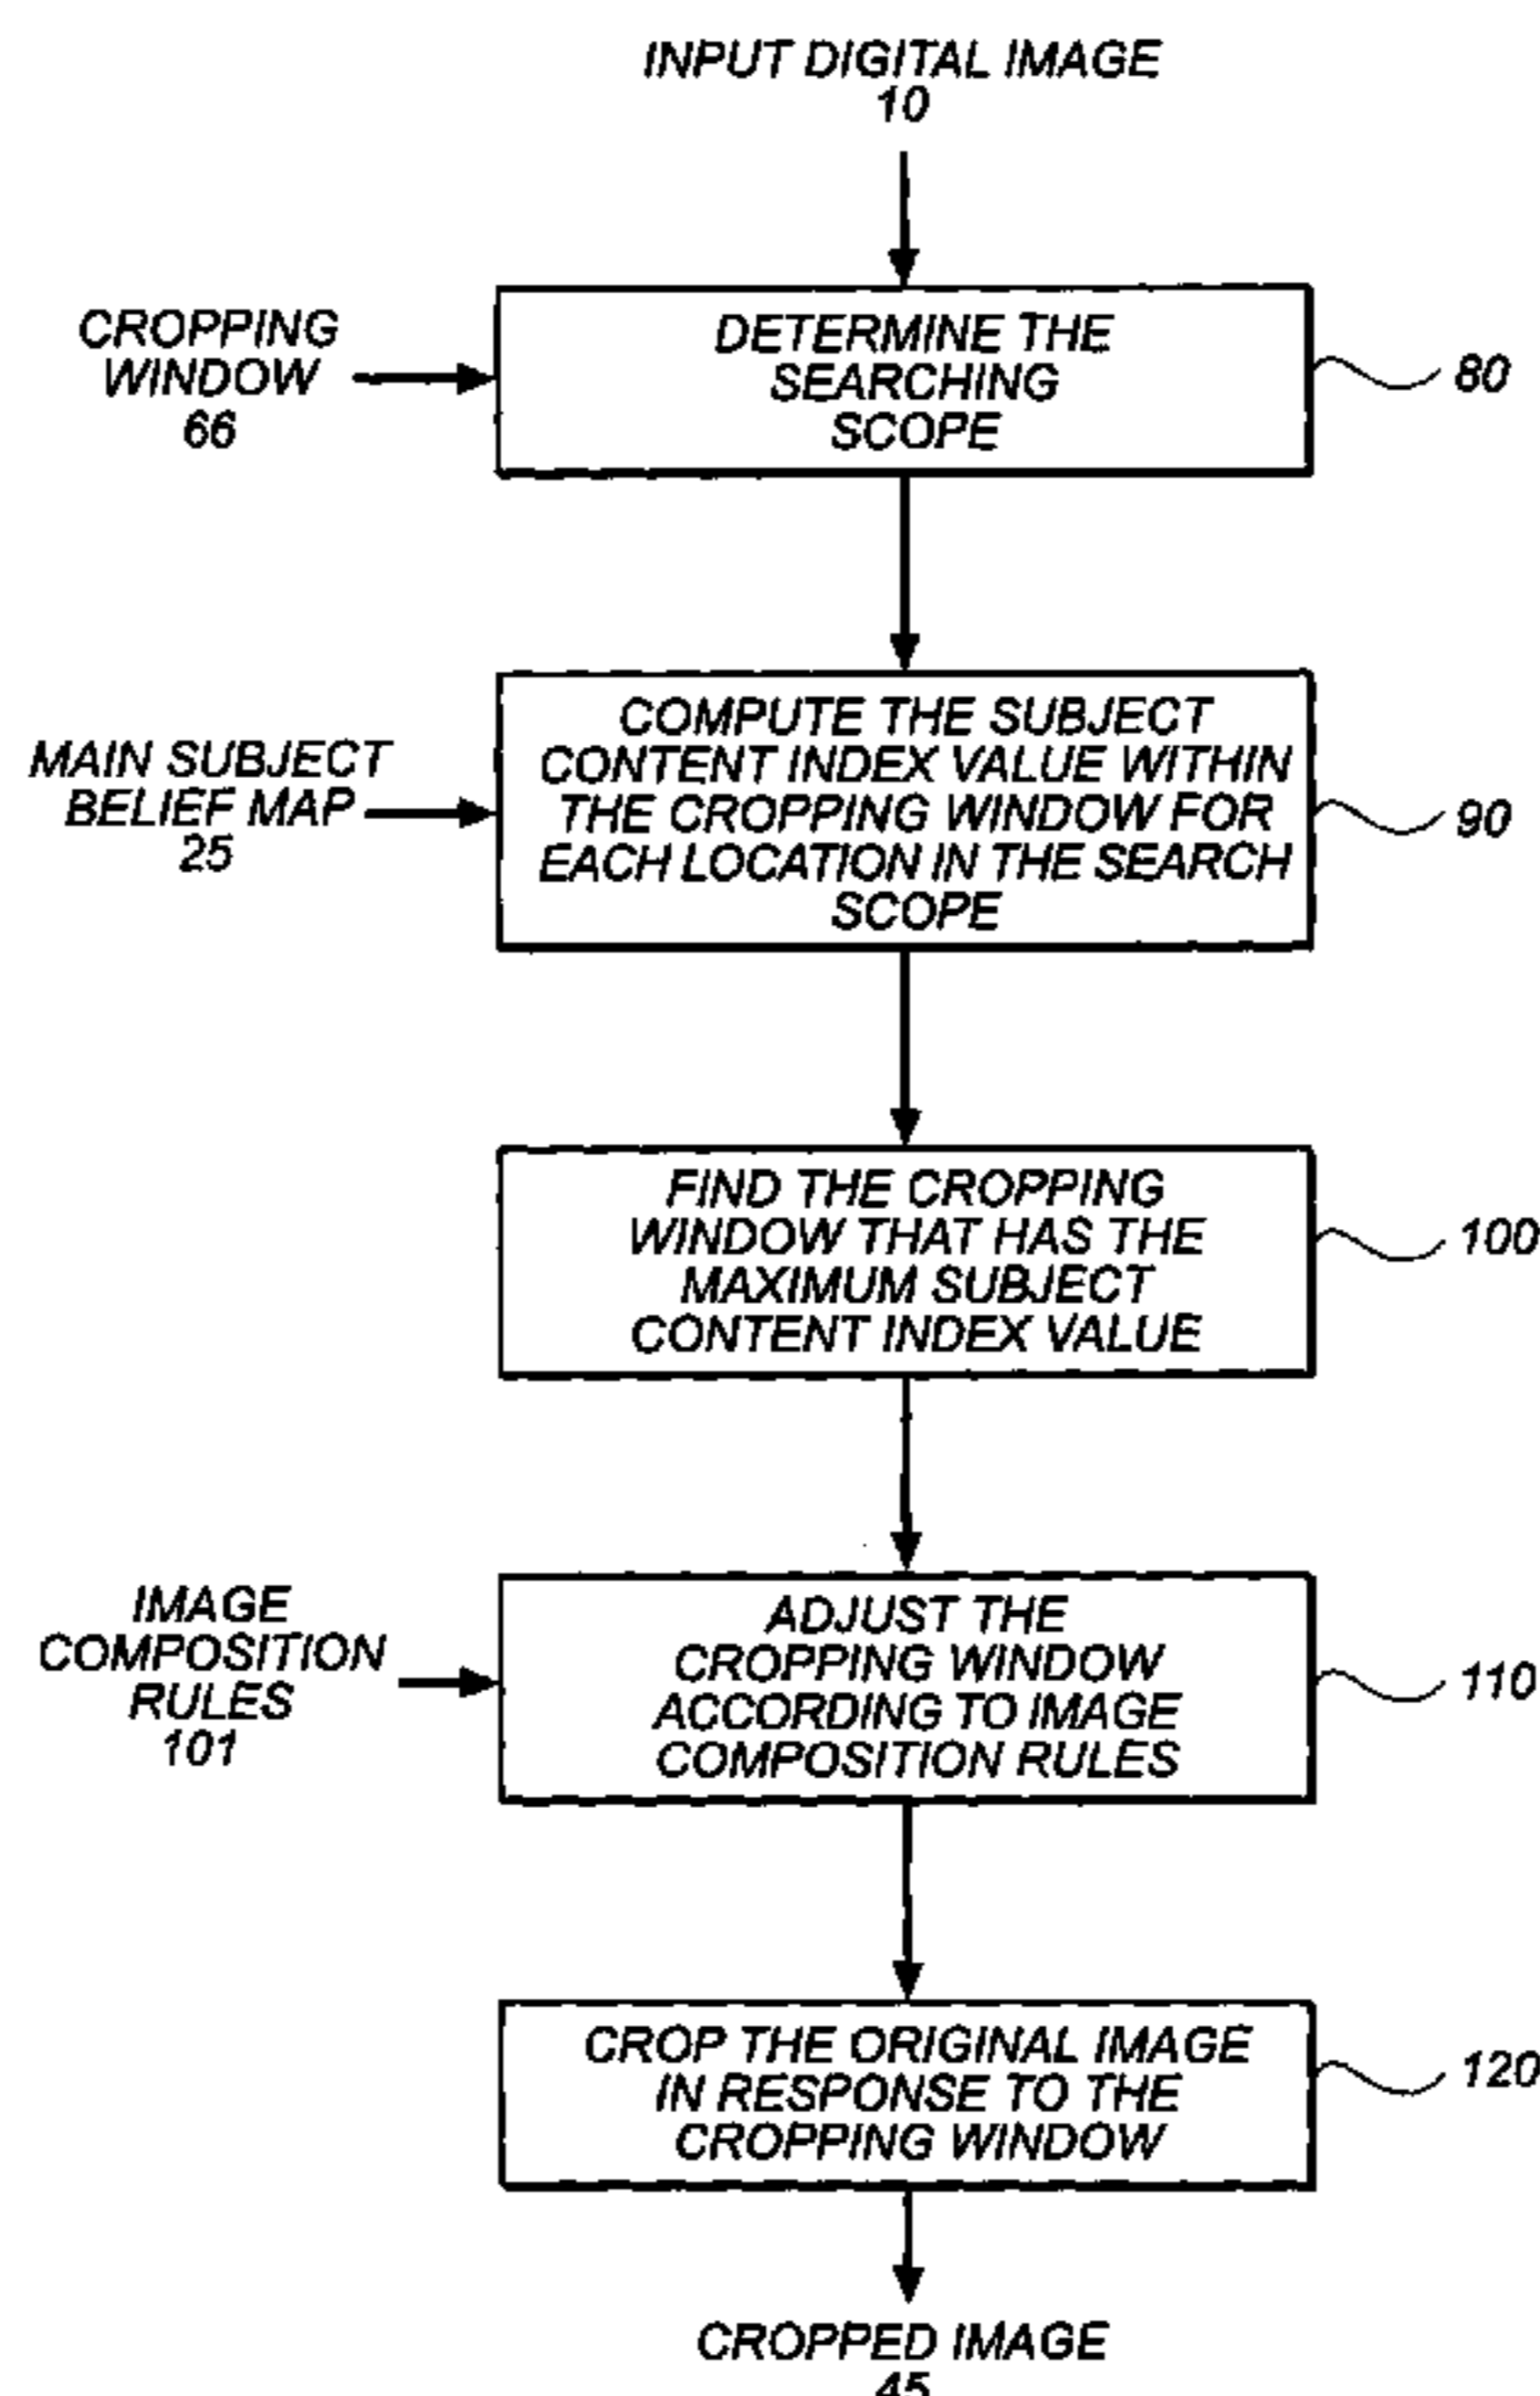 INPUT DIGITAL IMAGE
10
CROPPING
WINDOW
66
DETERMINE THE
SEARCHING
SCOPE
80
MAIN SUBJECT
BELIEF MAP
25
COMPUTE THE SUBJECT
CONTENT INDEX VALUE WITHIN
THE CROPPING WINDOW FOR
EACH LOCATION IN THE SEARCH
SCOPE
90
FIND THE CROPPING
WINDOW THAT HAS THE
MAXIMUM SUBJECT
CONTENT INDEX VALUE
100
IMAGE
COMPOSITION
RULES
101
ADJUST THE
CROPPING WINDOW
ACCORDING TO IMAGE
COMPOSITION RULES
110
CROP THE ORIGINAL IMAGE
IN RESPONSE TO THE
CROPPING WINDOW
120
CROPPED IMAGE
45